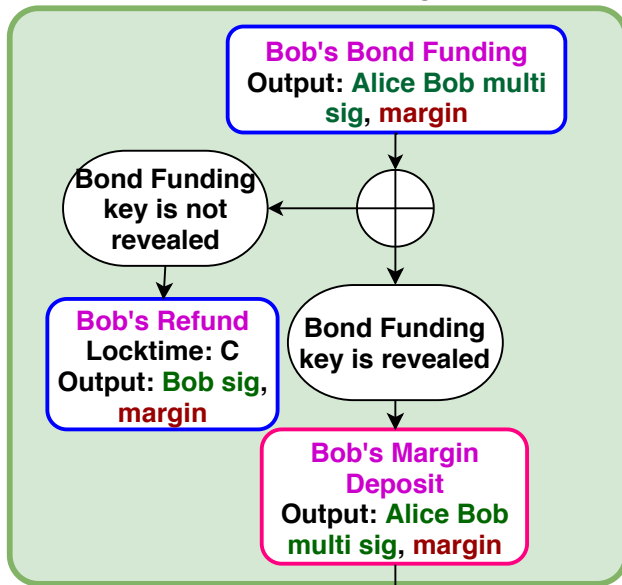 Bob's Bond Funding
Output: Alice Bob multi
sig, margin
Bond Funding
key is not
revealed
Bob's Refund
Locktime: C
Output: Bob sig,
margin
Bond Funding
key is revealed
Bob's Margin
Deposit
Output: Alice Bob
multi sig, margin